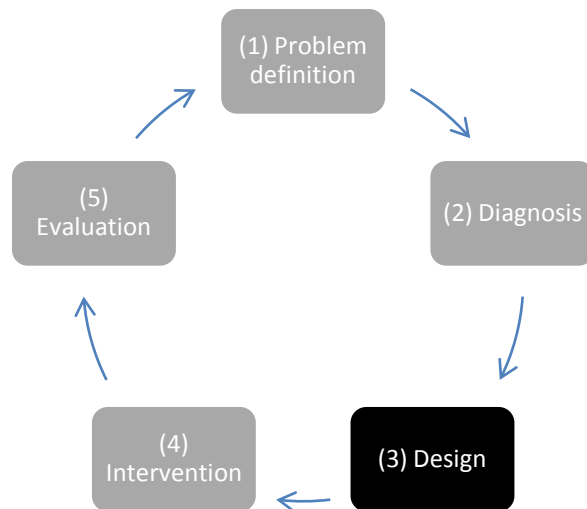 (1) Problem
definition
(2) Diagnosis
(3) Design
(4)
Intervention
(5)
Evaluation